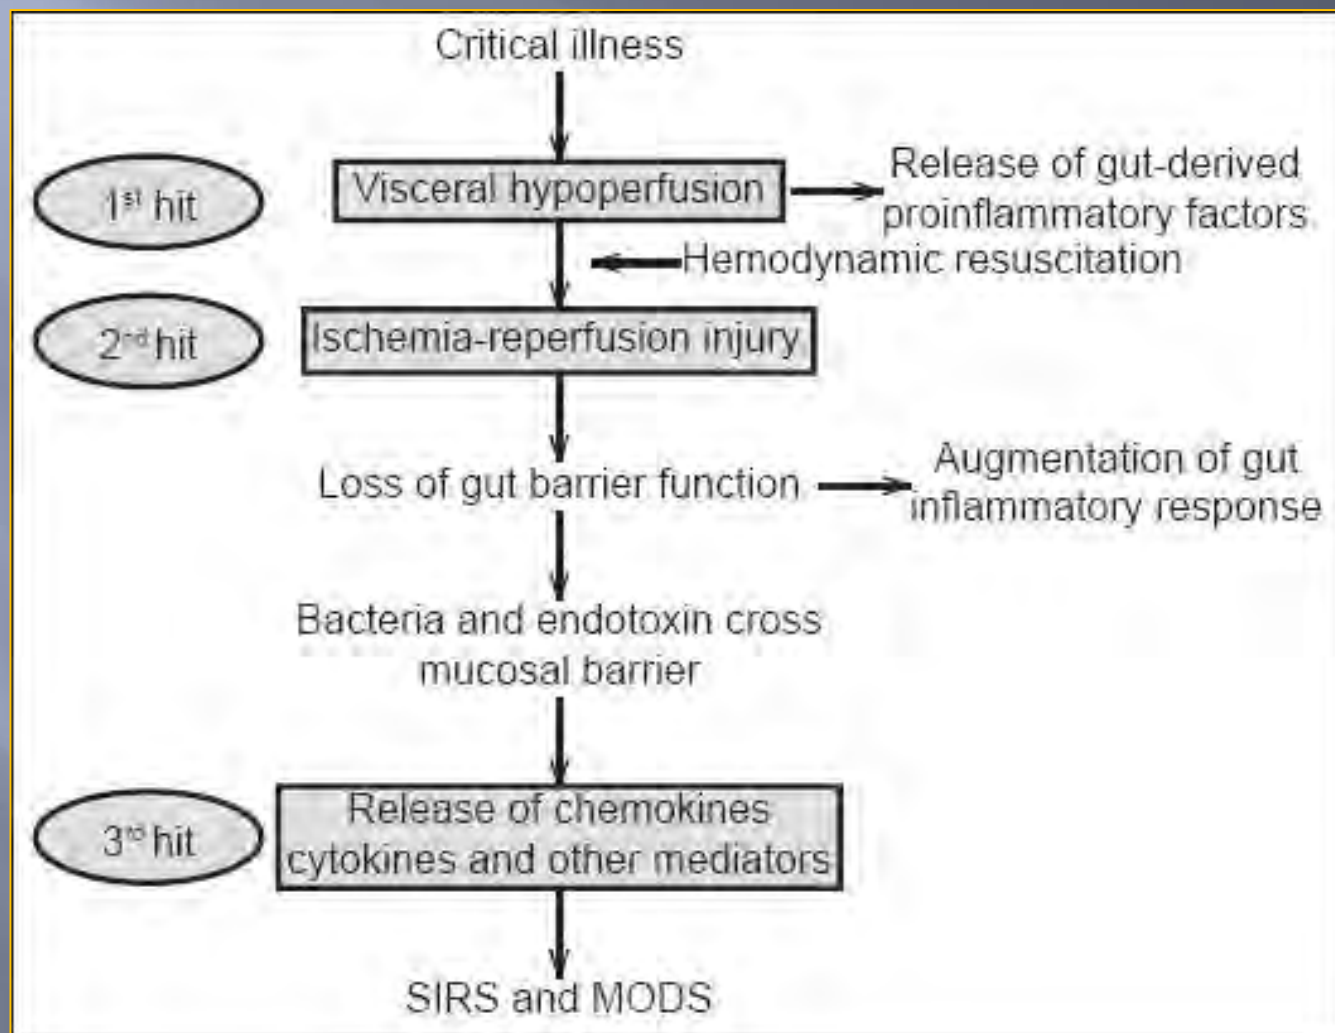 Critical illness
1st hit
Visceral hypoperfusion
Release of gut-derived
proinflammatory factors
Hemodynamic resuscitation
2nd hit
Ischemia-reperfusion injury
Loss of gut barrier function
Augmentation of gut
inflammatory response
Bacteria and endotoxin cross
mucosal barrier
3rd hit
Release of chemokines
cytokines and other mediators
SIRS and MODS